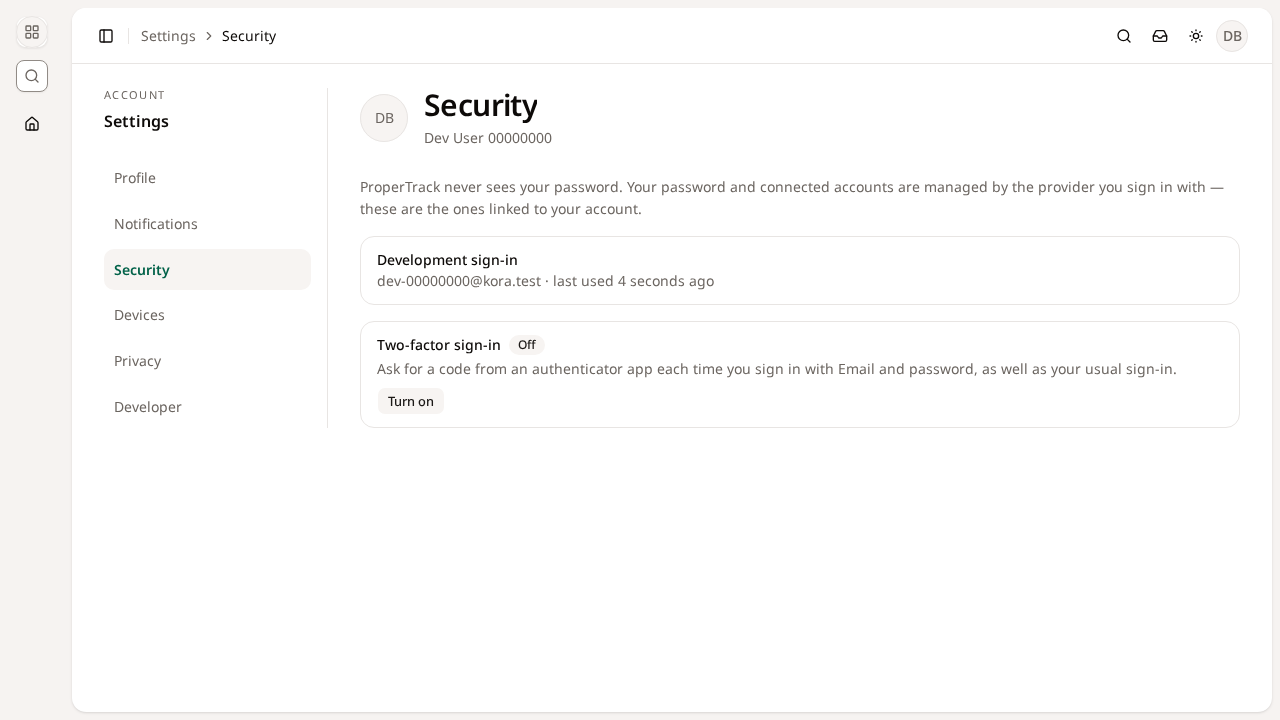 Settings
Security
DB
ACCOUNT
Settings
Profile
Notifications
Security
Devices
Privacy
Developer
DB
Security
Dev User 00000000
ProperTrack never sees your password. Your password and connected accounts are managed by the provider you sign in with —
these are the ones linked to your account.
Development sign-in
dev-00000000@kora.test · last used 4 seconds ago
Two-factor sign-in Off
Ask for a code from an authenticator app each time you sign in with Email and password, as well as your usual sign-in.
Turn on